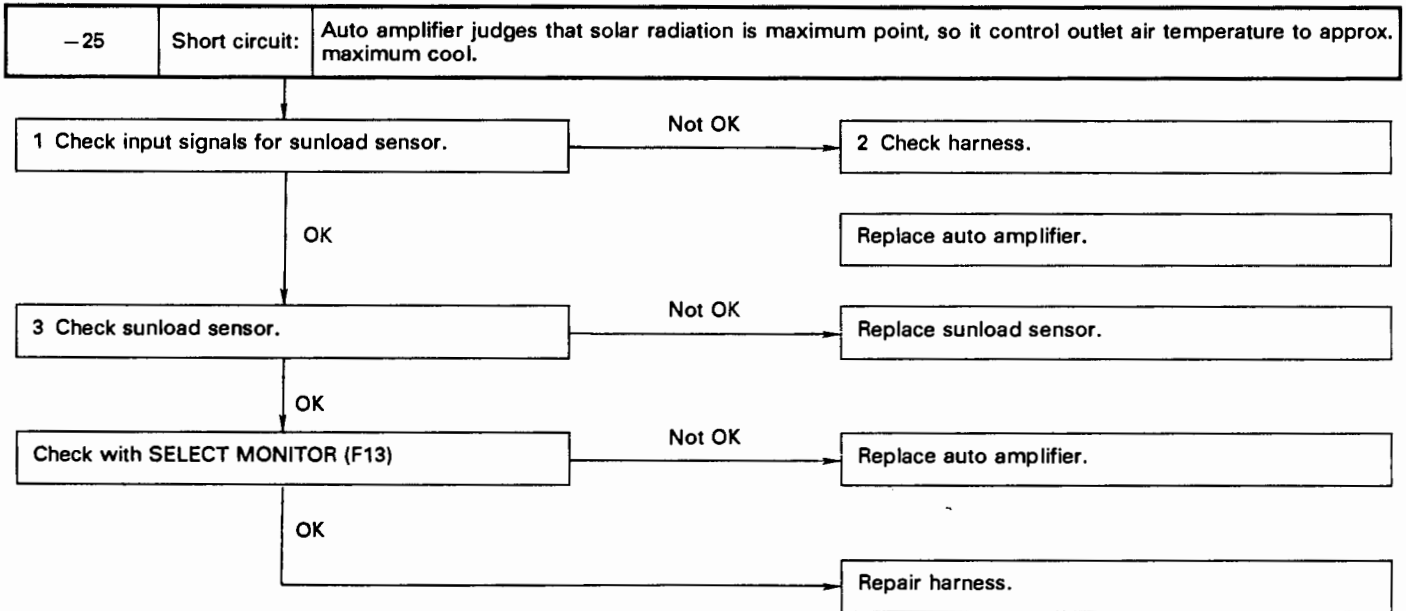 −25
Short circuit:
Auto amplifier judges that solar radiation is maximum point, so it control outlet air temperature to approx.
maximum cool.
1 Check input signals for sunload sensor.
Not OK
2 Check harness.
OK
Replace auto amplifier.
3 Check sunload sensor.
Not OK
Replace sunload sensor.
OK
Check with SELECT MONITOR (F13)
Not OK
Replace auto amplifier.
OK
Repair harness.